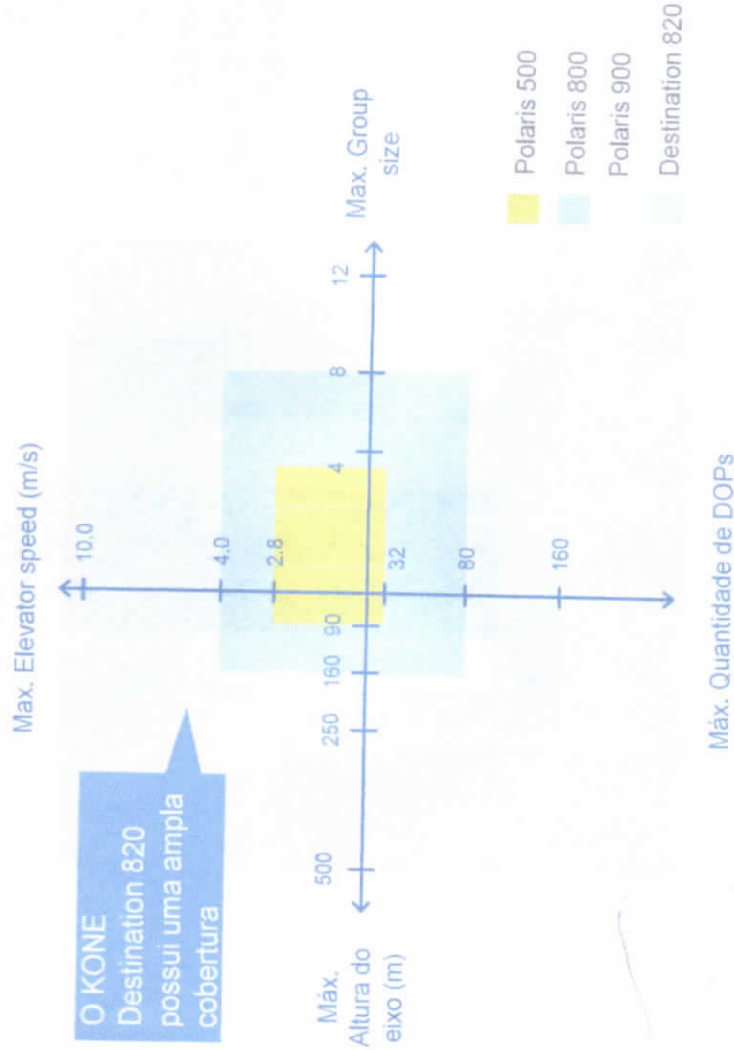 Max. Elevator speed (m/s)
O KONE
Destination 820
possui uma ampla
cobertura
10.0
4.0
2.8
Máx.
Altura do
eixo (m)
500
250
160
90
4
8
12
Max. Group
size
32
80
160
Máx. Quantidade de DOPs
Polaris 500
Polaris 800
Polaris 900
Destination 820